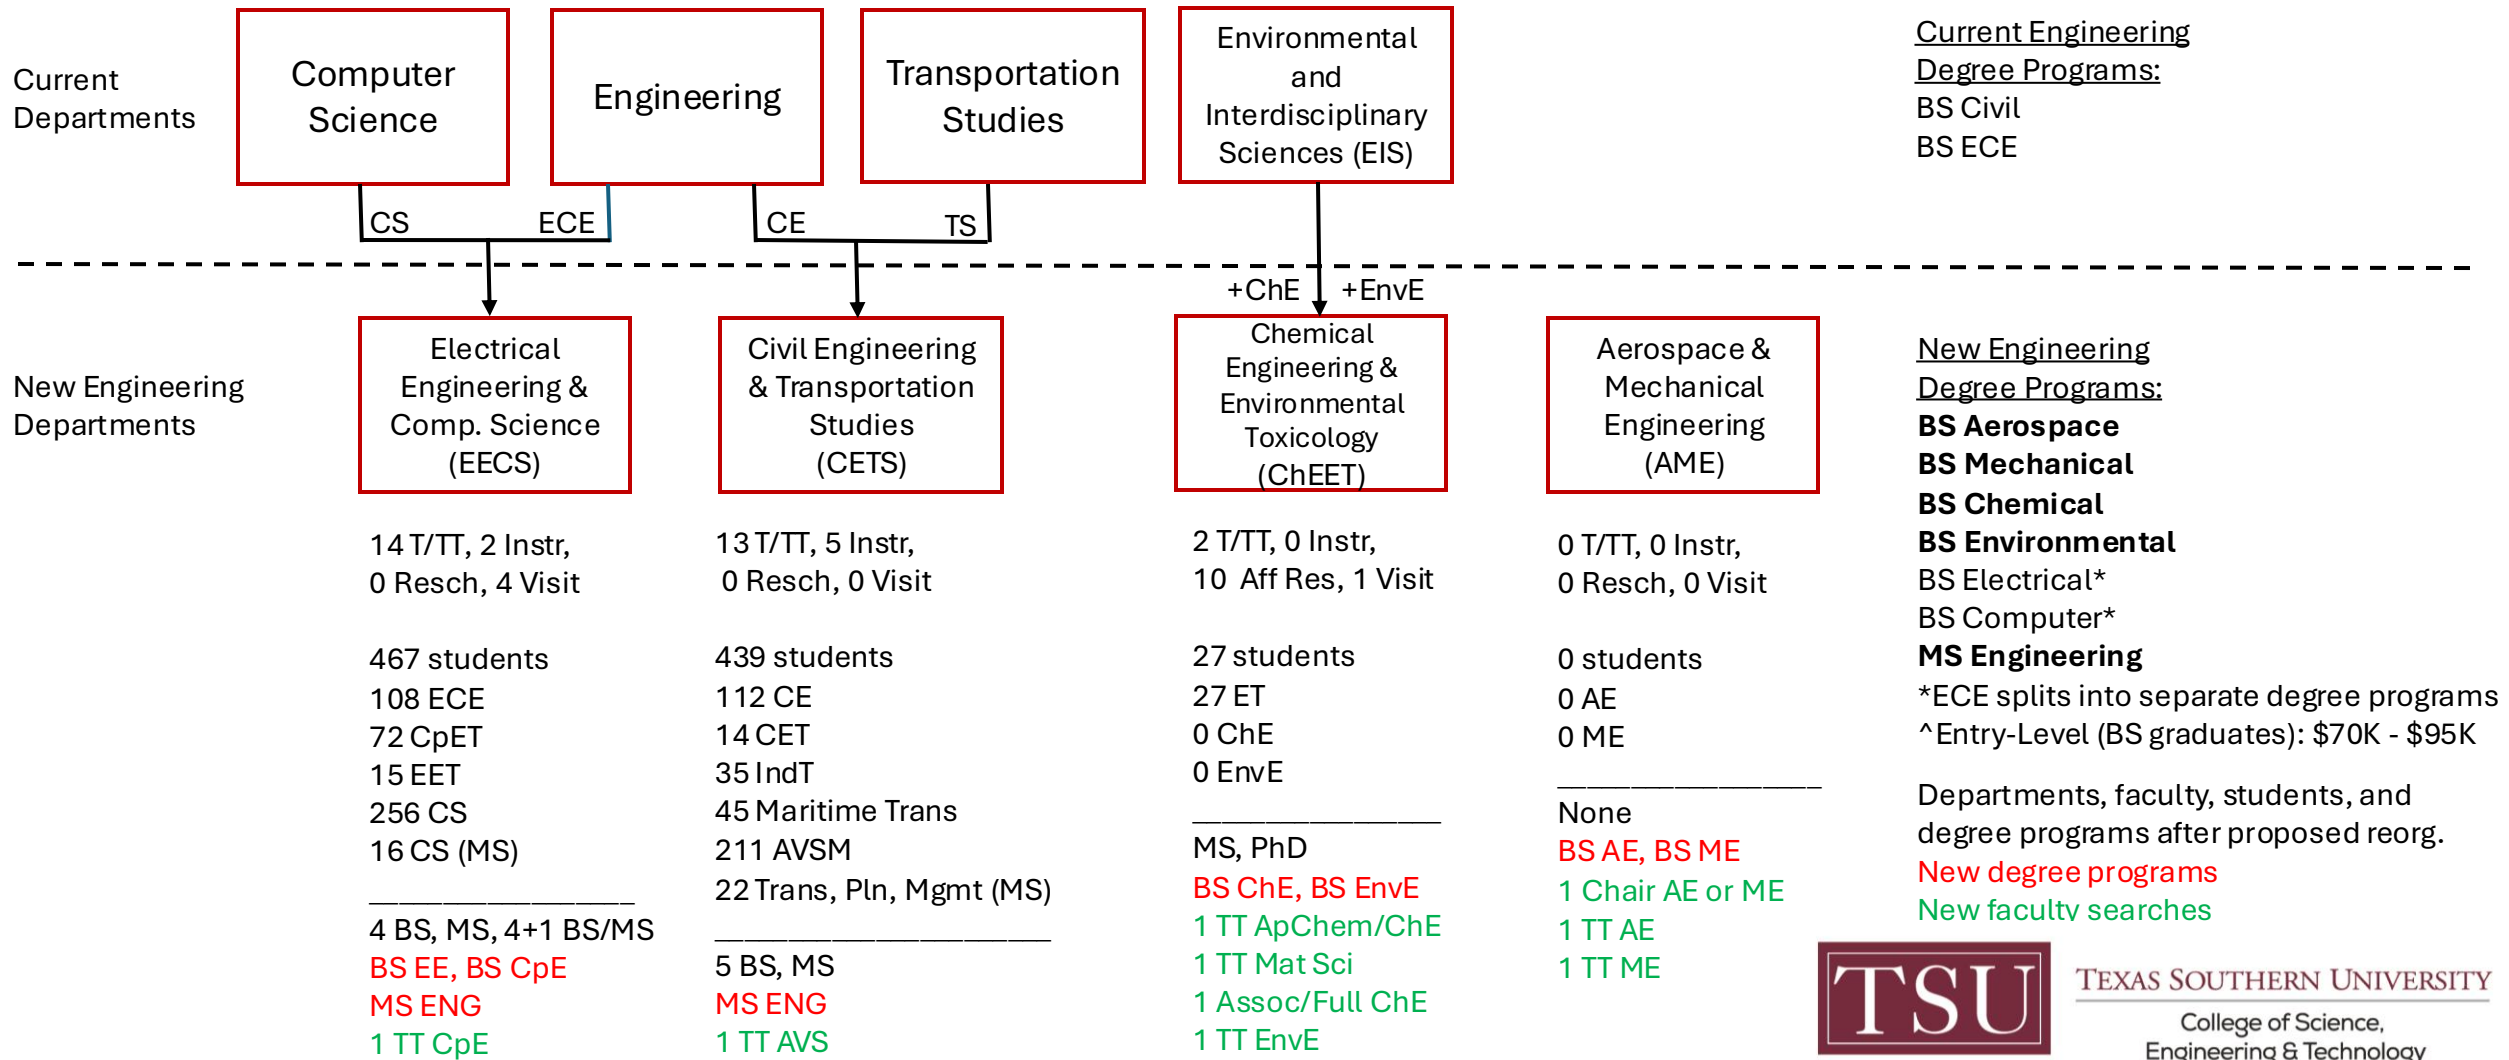 Current
Departments
Computer
Science
Engineering
Transportation
Studies
Environmental
and
Interdisciplinary
Sciences (EIS)
Current Engineering
Degree Programs:
BS Civil
BS ECE
CS
ECE
CE
TS
+ChE
+EnvE
New Engineering
Departments
Electrical
Engineering &
Comp. Science
(EECS)
Civil Engineering
& Transportation
Studies
(CETS)
Chemical
Engineering &
Environmental
Toxicology
(ChEET)
Aerospace &
Mechanical
Engineering
(AME)
New Engineering
Degree Programs:
BS Aerospace
BS Mechanical
BS Chemical
BS Environmental
BS Electrical*
BS Computer*
MS Engineering
*ECE splits into separate degree programs
^Entry-Level (BS graduates): $70K - $95K
14 T/TT, 2 Instr,
0 Resch, 4 Visit
467 students
108 ECE
72 CpET
15 EET
256 CS
16 CS (MS)
4 BS, MS, 4+1 BS/MS
BS EE, BS CpE
MS ENG
1 TT CpE
13 T/TT, 5 Instr,
0 Resch, 0 Visit
439 students
112 CE
14 CET
35 IndT
45 Maritime Trans
211 AVSM
22 Trans, Pln, Mgmt (MS)
5 BS, MS
MS ENG
1 TT AVS
2 T/TT, 0 Instr,
10 Aff Res, 1 Visit
27 students
27 ET
0 ChE
0 EnvE
MS, PhD
BS ChE, BS EnvE
1 TT ApChem/ChE
1 TT Mat Sci
1 Assoc/Full ChE
1 TT EnvE
0 T/TT, 0 Instr,
0 Resch, 0 Visit
0 students
0 AE
0 ME
None
BS AE, BS ME
1 Chair AE or ME
1 TT AE
1 TT ME
Departments, faculty, students, and
degree programs after proposed reorg.
New degree programs
New faculty searches
TSU
TEXAS SOUTHERN UNIVERSITY
College of Science,
Engineering & Technology